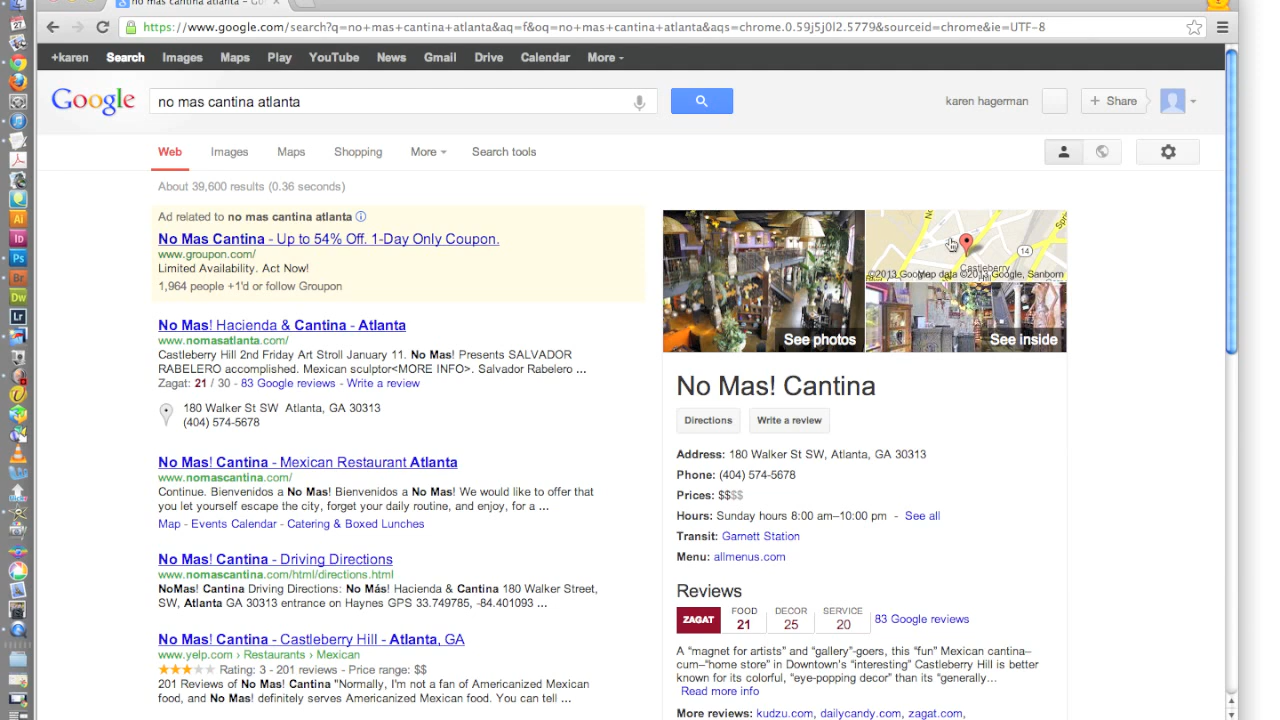 no mas cantina atlanta - Goo
https://www.google.com/search?q=no+mas+cantina+atlanta&aq=f&oq=no+mas+cantina+atlanta&aqs=chrome.0.59j5j0l2.5779&sourceid=chrome&ie=UTF-8
+karen Search Images Maps Play YouTube News Gmail Drive Calendar More
Google no mas cantina atlanta karen hagerman + Share
Web Images Maps Shopping More Search tools
About 39,600 results (0.36 seconds)
Ad related to no mas cantina atlanta
No Mas Cantina - Up to 54% Off. 1-Day Only Coupon.
www.groupon.com/
Limited Availability. Act Now!
1,964 people +1'd or follow Groupon
No Mas! Hacienda & Cantina - Atlanta
www.nomasatlanta.com/
Castleberry Hill 2nd Friday Art Stroll January 11. No Mas! Presents SALVADOR
RABELERO accomplished. Mexican sculptor<MORE INFO>. Salvador Rabelero ...
Zagat: 21 / 30 - 83 Google reviews - Write a review
180 Walker St SW Atlanta, GA 30313
(404) 574-5678
No Mas! Cantina - Mexican Restaurant Atlanta
www.nomascantina.com/
Continue. Bienvenidos a No Mas! Bienvenidos a No Mas! We would like to offer that
you let yourself escape the city, forget your daily routine, and enjoy, for a ...
Map - Events Calendar - Catering & Boxed Lunches
No Mas! Cantina - Driving Directions
www.nomascantina.com/html/directions.html
NoMas! Cantina Driving Directions: No Más! Hacienda & Cantina 180 Walker Street,
SW, Atlanta GA 30313 entrance on Haynes GPS 33.749785, -84.401093 ...
No Mas! Cantina - Castleberry Hill - Atlanta, GA
www.yelp.com › Restaurants › Mexican
Rating: 3 - 201 reviews - Price range: $$
201 Reviews of No Mas! Cantina "Normally, I'm not a fan of Americanized Mexican
food, and No Mas! definitely serves Americanized Mexican food. You can tell ...
14
Castleberry
Hill
©2013 Google Map data ©2013 Google, Sanborn
See photos
See inside
No Mas! Cantina
Directions Write a review
Address: 180 Walker St SW, Atlanta, GA 30313
Phone: (404) 574-5678
Prices: $$$$
Hours: Sunday hours 8:00 am–10:00 pm - See all
Transit: Garnett Station
Menu: allmenus.com
Reviews
ZAGAT FOOD 21 DECOR 25 SERVICE 20 83 Google reviews
A “magnet for artists” and “gallery”-goers, this “fun” Mexican cantina–
cum–“home store” in Downtown's “interesting” Castleberry Hill is better
known for its colorful, “eye-popping decor” than its “generally...
Read more info
More reviews: kudzu.com, dailycandy.com, zagat.com,
Ai
Id
Ps
Br
Dw
Lr